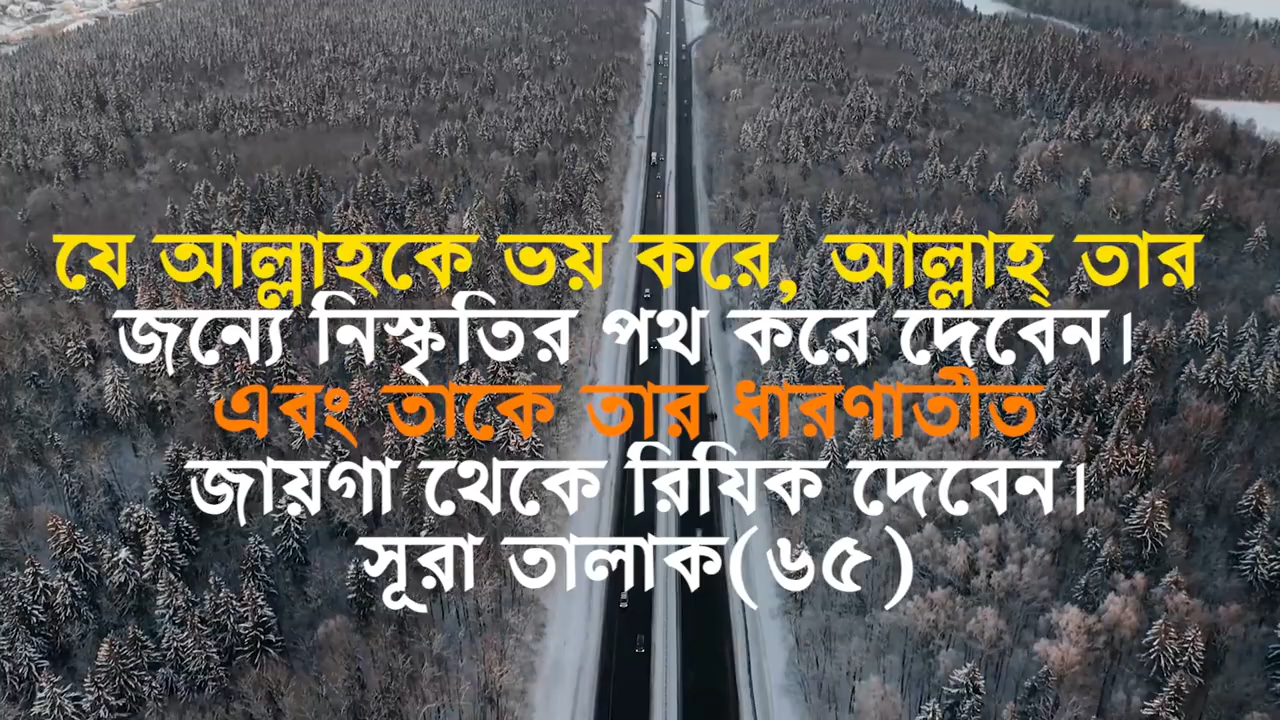 যে আল্লাহকে ভয় করে, আল্লাহ্ তার
জন্যে নিস্কৃতির পথ করে দেবেন।
এবং তাকে তার ধারণাতীত
জায়গা থেকে রিযিক দেবেন।
সূরা তালাক(৬৫)